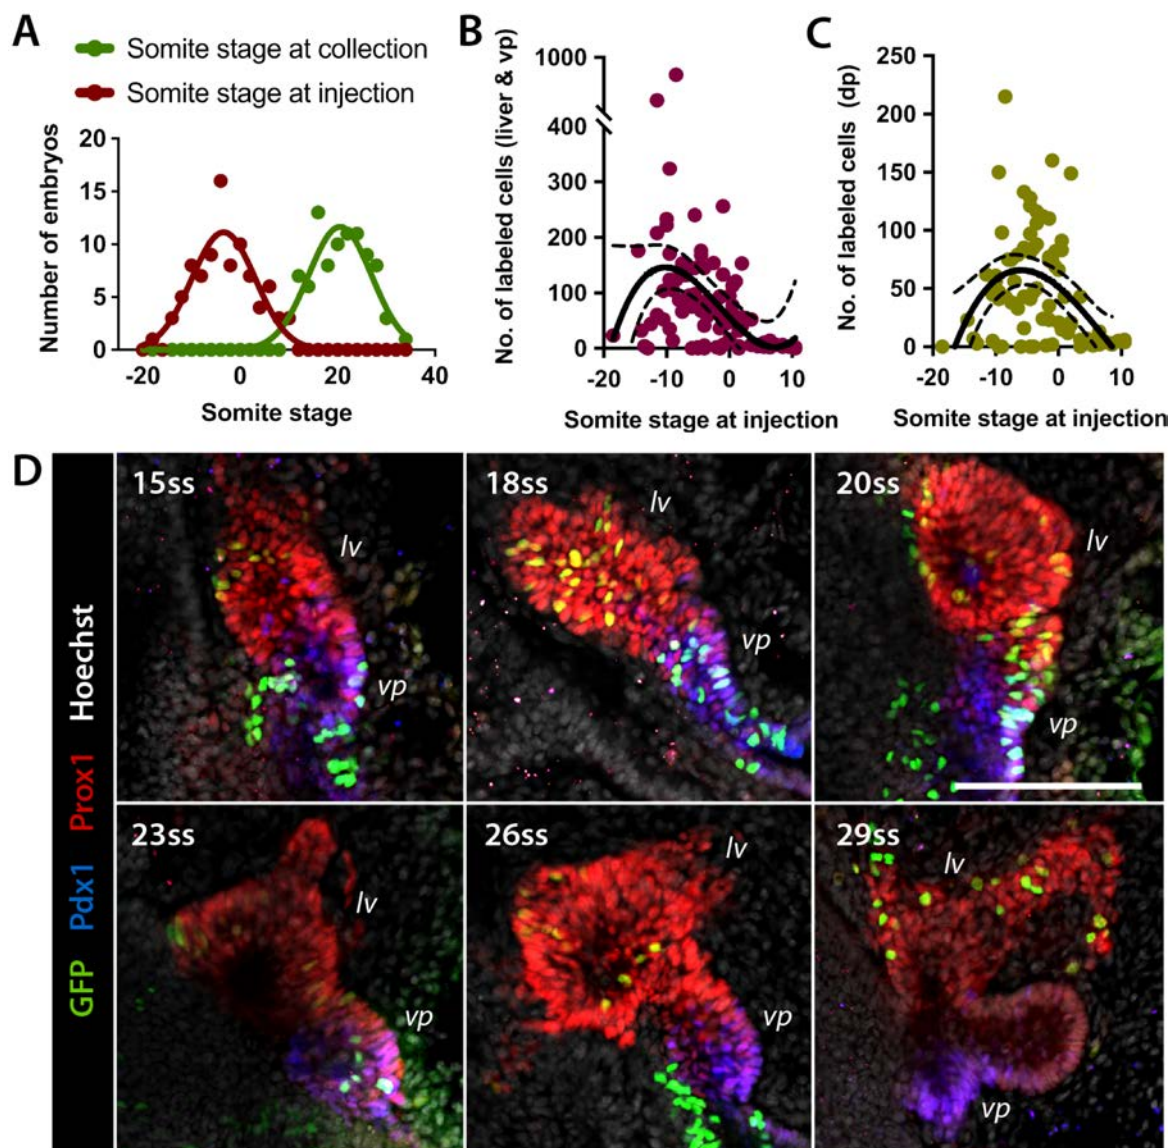 A
Somite stage at collection
Somite stage at injection
Number of embryos
20
15
10
5
0
-20
0
20
40
Somite stage
B
No. of labeled cells (liver & vp)
1000
400
300
200
100
0
-20
-10
0
10
Somite stage at injection
C
No. of labeled cells (dp)
250
200
150
100
50
0
-20
-10
0
10
Somite stage at injection
D
GFP Pdx1 Prox1 Hoechst
15ss
lv
vp
18ss
lv
vp
20ss
lv
vp
23ss
lv
vp
26ss
lv
vp
29ss
lv
vp